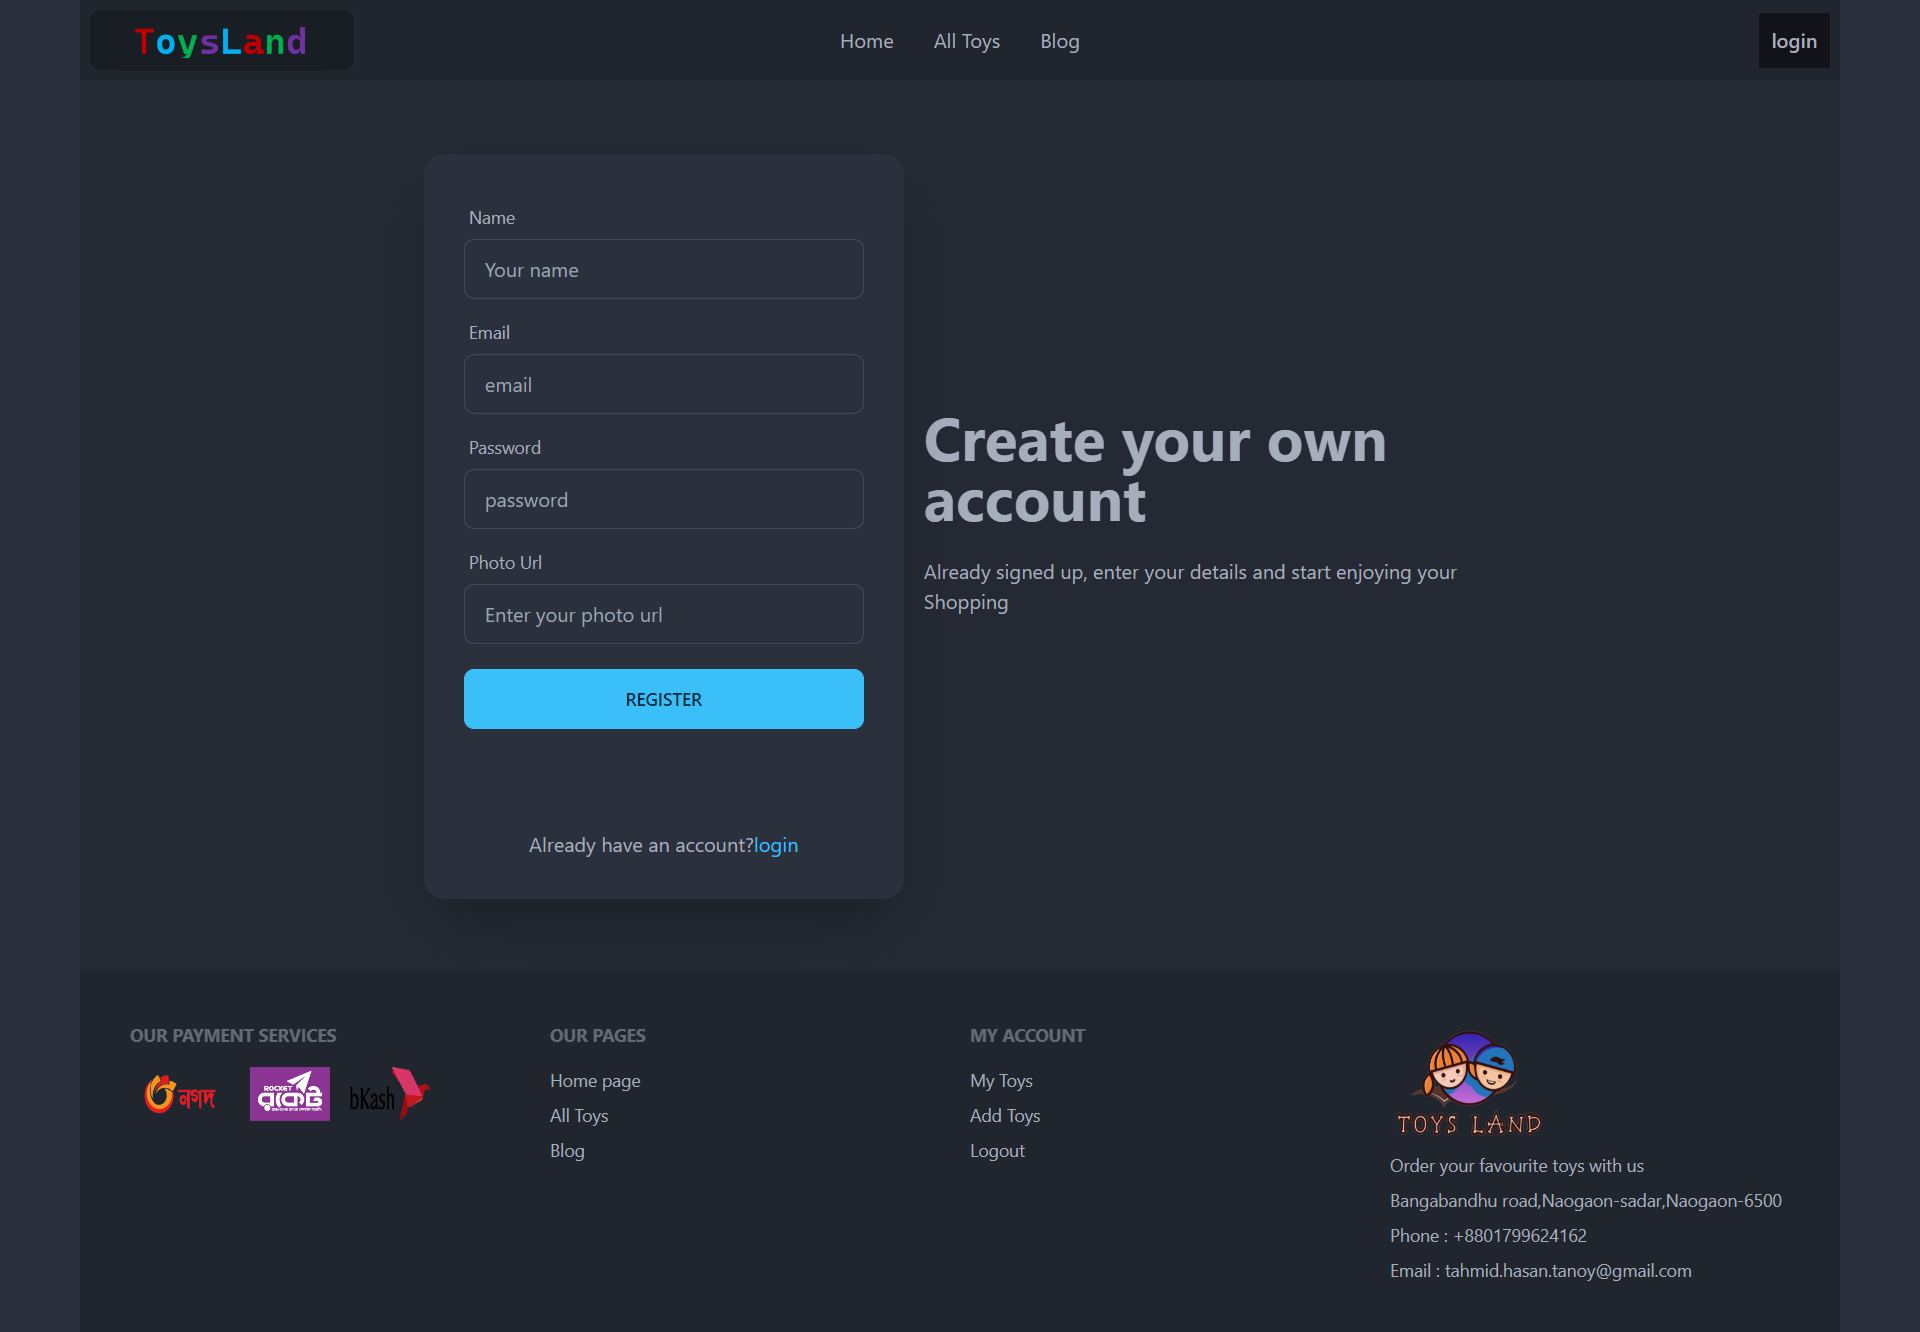 ToysLand
Home
All Toys
Blog
login
Name
Your name
Email
email
Password
password
Photo Url
Enter your photo url
REGISTER
Already have an account?login
Create your own
account
Already signed up, enter your details and start enjoying your
Shopping
OUR PAYMENT SERVICES
নগদ
ROCKET
রকেট
bKash
OUR PAGES
Home page
All Toys
Blog
MY ACCOUNT
My Toys
Add Toys
Logout
TOYS LAND
Order your favourite toys with us
Bangabandhu road,Naogaon-sadar,Naogaon-6500
Phone : +8801799624162
Email : tahmid.hasan.tanoy@gmail.com